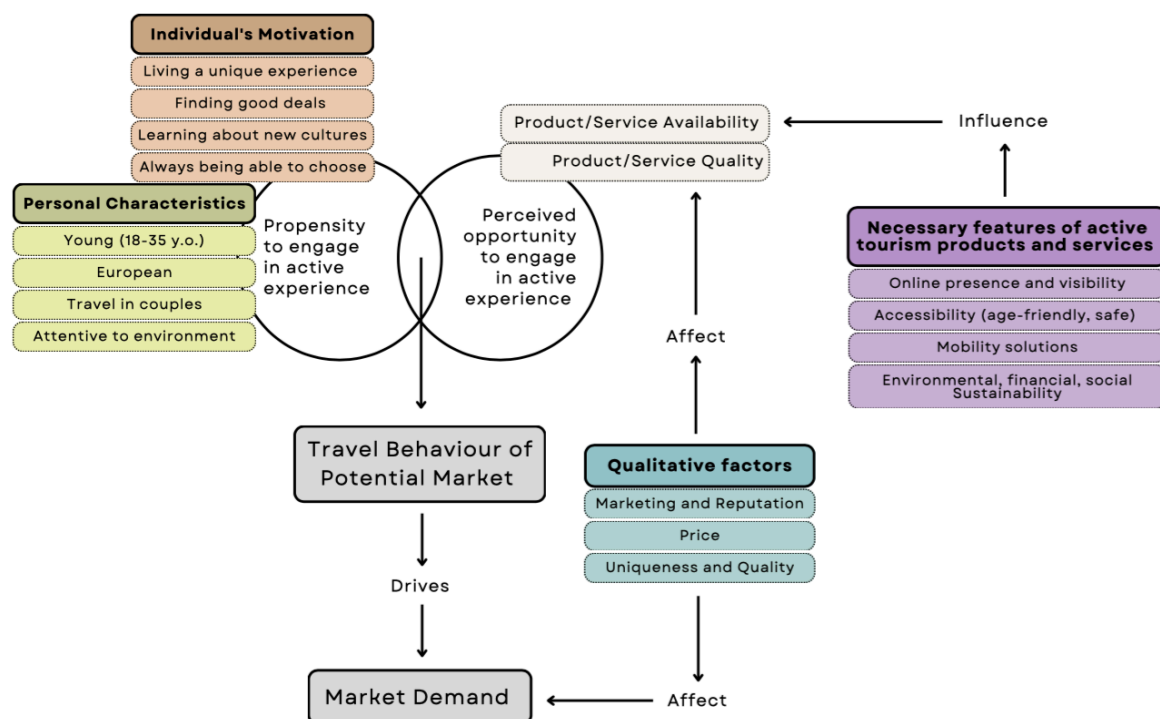 Individual's Motivation
Living a unique experience
Finding good deals
Learning about new cultures
Always being able to choose
Personal Characteristics
Young (18-35 y.o.)
European
Travel in couples
Attentive to environment
Propensity
to engage
in active
experience
Perceived
opportunity
to engage
in active
experience
Product/Service Availability
Product/Service Quality
Influence
Necessary features of active
tourism products and services
Online presence and visibility
Accessibility (age-friendly, safe)
Mobility solutions
Environmental, financial, social
Sustainability
Affect
Travel Behaviour of
Potential Market
Qualitative factors
Marketing and Reputation
Price
Uniqueness and Quality
Drives
Market Demand
Affect